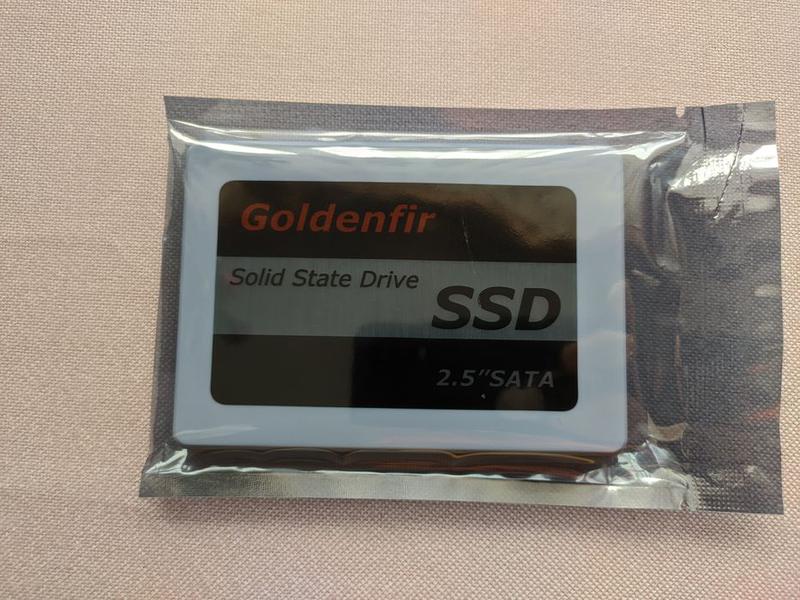 Goldenfir
Solid State Drive
SSD
2.5"SATA